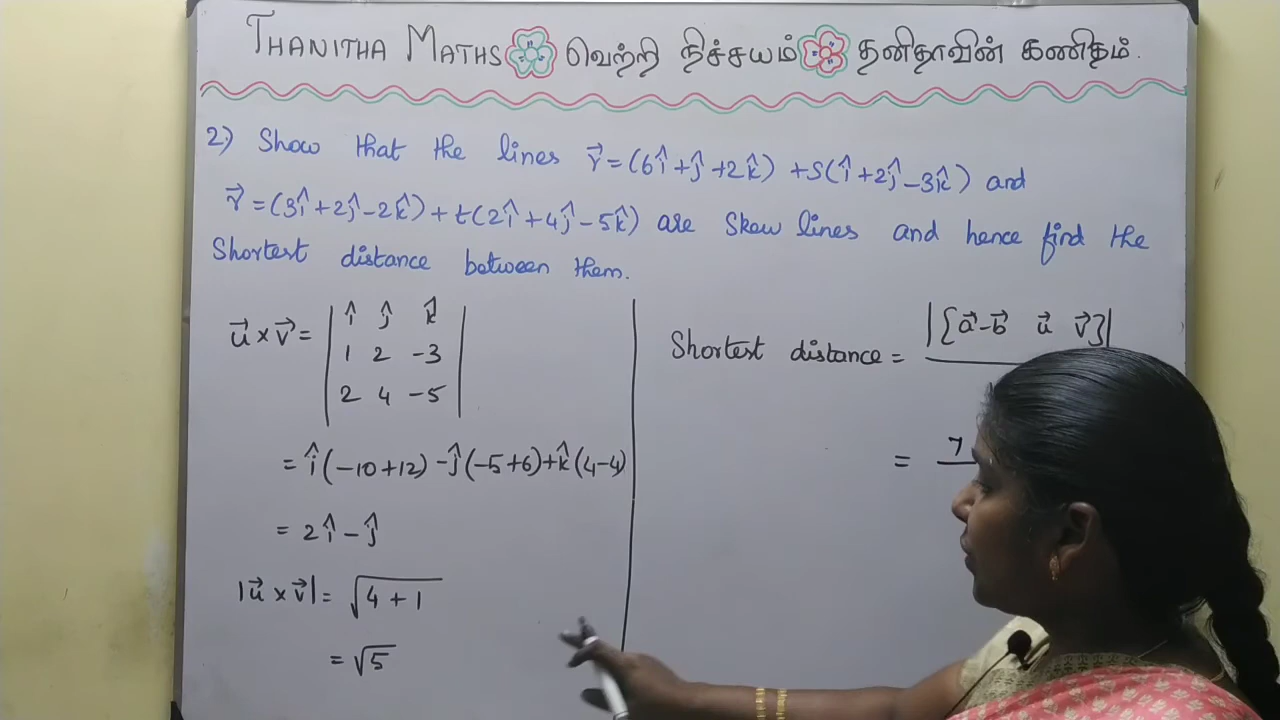 THANITHA MATHS வெற்றி நிச்சயம் தனிதாவின் கணிதம்.
2) Show that the lines r⃗ = (6î + ĵ + 2k̂) + S(î + 2ĵ - 3k̂) and
r⃗ = (3î + 2ĵ - 2k̂) + t(2î + 4ĵ - 5k̂) are skew lines and hence find the
Shortest distance between them.
u⃗ × v⃗ = | î ĵ k̂ |
| 1 2 -3 |
| 2 4 -5 |
= î(-10+12) - ĵ(-5+6) + k̂(4-4)
= 2î - ĵ
|u⃗ × v⃗| = √(4 + 1)
= √5
Shortest distance = |[a⃗-b⃗ u⃗ v⃗]|
= 7